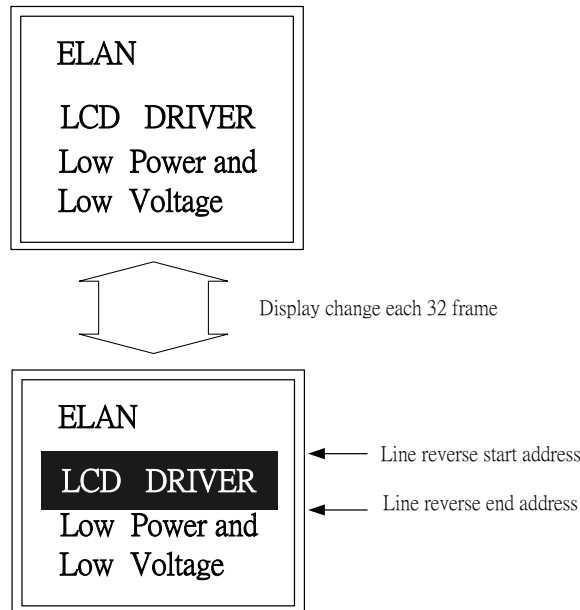 ELAN
LCD DRIVER
Low Power and
Low Voltage
Display change each 32 frame
ELAN
LCD DRIVER
Low Power and
Low Voltage
Line reverse start address
Line reverse end address